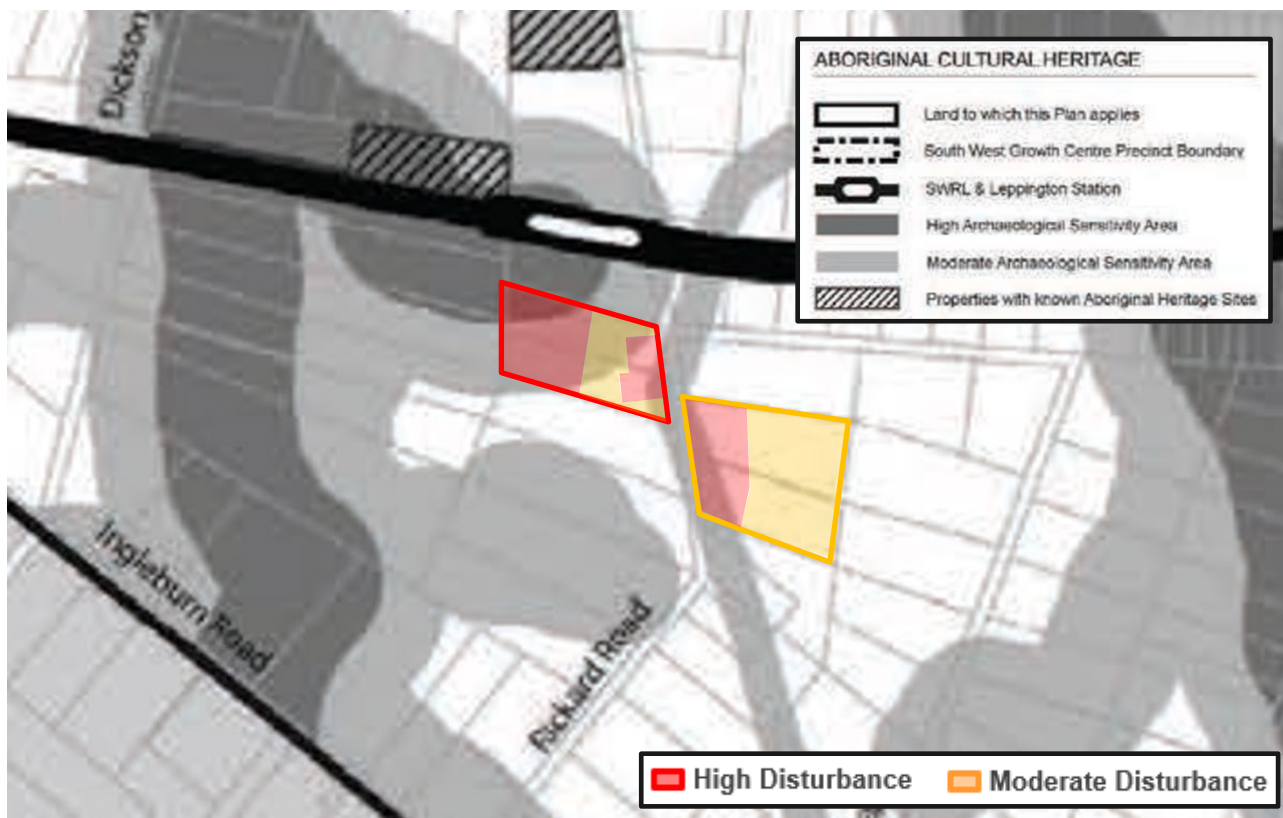 Dickson
ABORIGINAL CULTURAL HERITAGE
Land to which this Plan applies
South West Growth Centre Precinct Boundary
SWRL & Leppington Station
High Archaeological Sensitivity Area
Moderate Archaeological Sensitivity Area
Properties with known Aboriginal Heritage Sites
Ingleburn Road
Rickard Road
High Disturbance
Moderate Disturbance